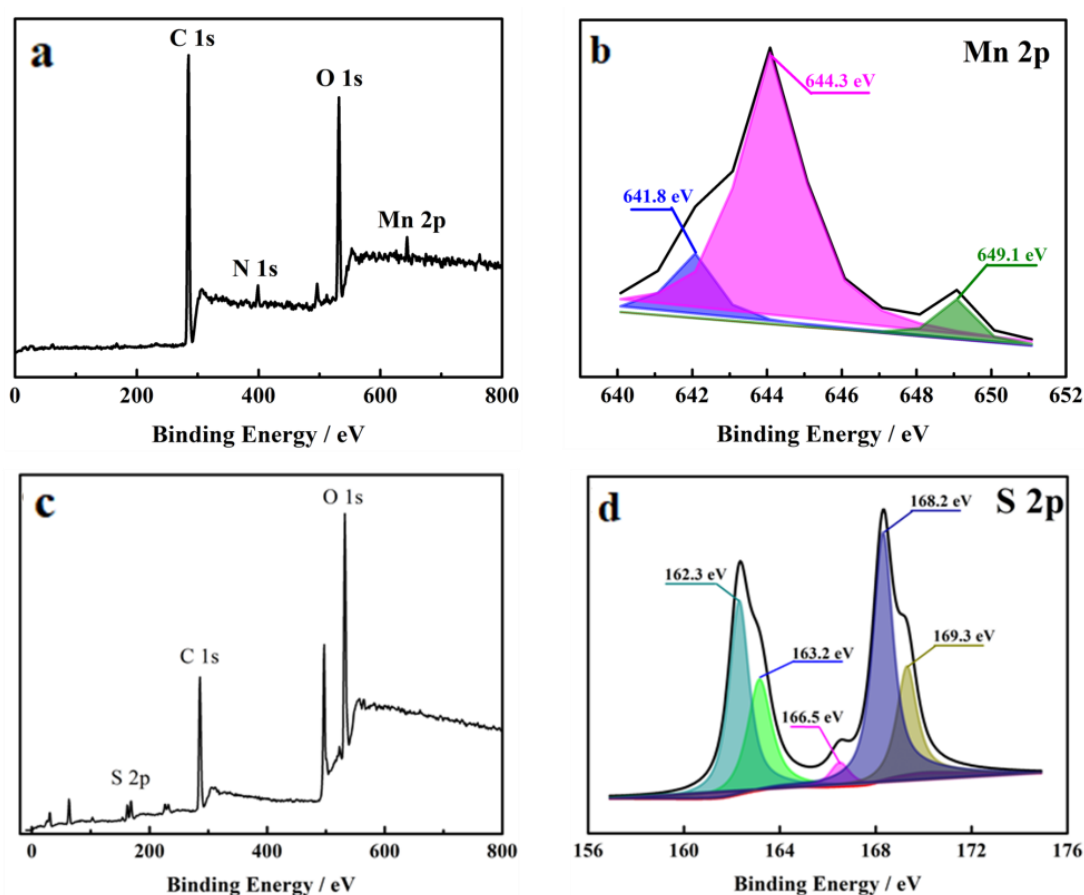 a
C 1s
O 1s
N 1s
Mn 2p
0 200 400 600 800
Binding Energy / eV
b
Mn 2p
644.3 eV
641.8 eV
649.1 eV
640 642 644 646 648 650 652
Binding Energy / eV
c
O 1s
C 1s
S 2p
0 200 400 600 800
Binding Energy / eV
d
S 2p
168.2 eV
162.3 eV
169.3 eV
163.2 eV
166.5 eV
156 160 164 168 172 176
Binding Energy / eV